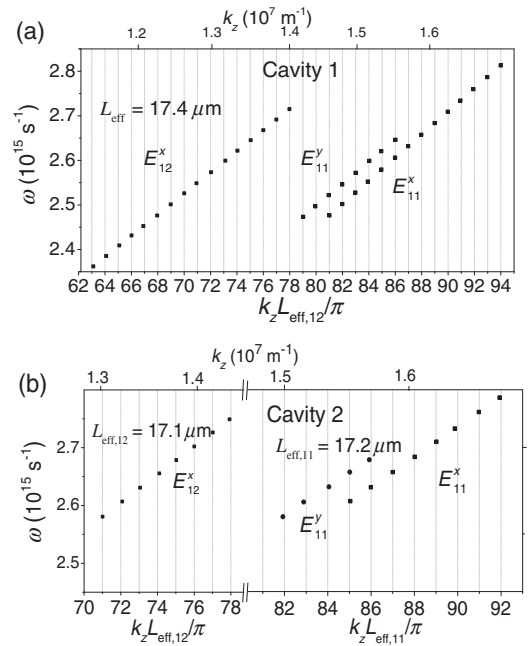 k_z (10^7 m^-1)
(a)
1.2 1.3 1.4 1.5 1.6
2.8
2.7
2.6
2.5
2.4
ω (10^15 s^-1)
Cavity 1
L_eff = 17.4 μm
E^x_12
E^y_11
E^x_11
62 64 66 68 70 72 74 76 78 80 82 84 86 88 90 92 94
k_z L_eff,12/π
k_z (10^7 m^-1)
(b)
1.3 1.4 1.5 1.6
2.7
2.6
2.5
ω (10^15 s^-1)
Cavity 2
L_eff,12 = 17.1 μm
L_eff,11 = 17.2 μm
E^x_12
E^y_11
E^x_11
70 72 74 76 78 82 84 86 88 90 92
k_z L_eff,12/π
k_z L_eff,11/π